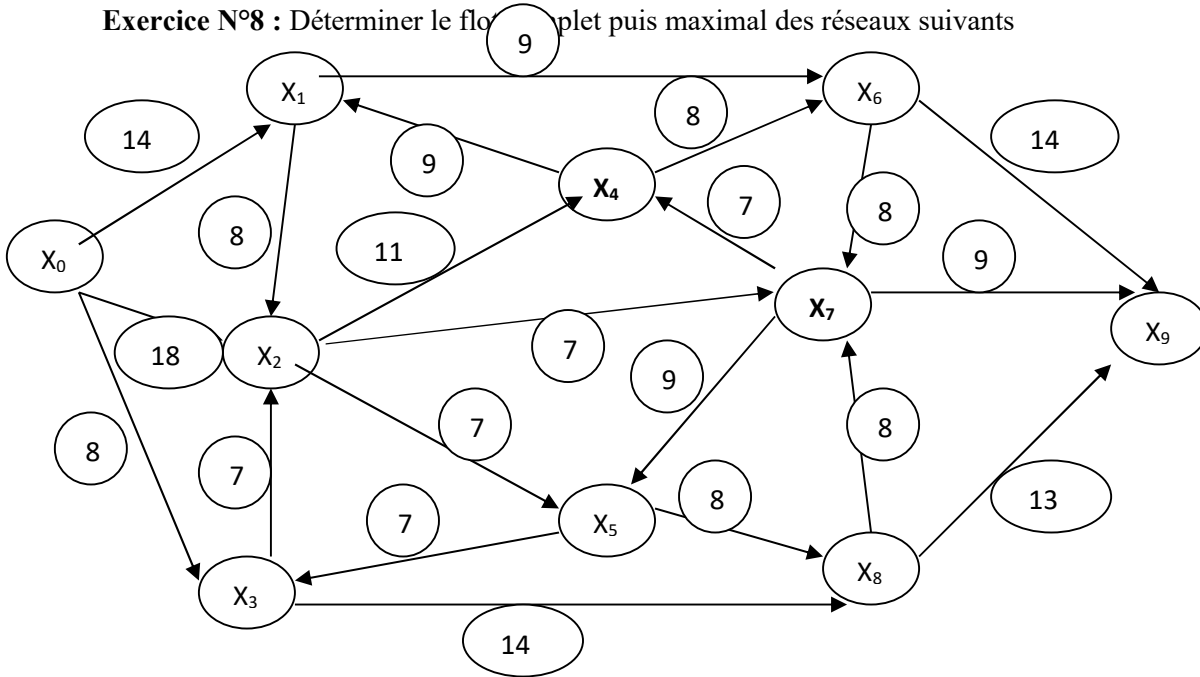 Exercice N°8 : Déterminer le flot plet puis maximal des réseaux suivants
9
X₁
X₆
14
8
14
9
X₄
8
7
8
X₀
11
9
18
X₂
7
X₇
X₉
9
8
7
7
8
8
7
X₅
13
X₃
X₈
14